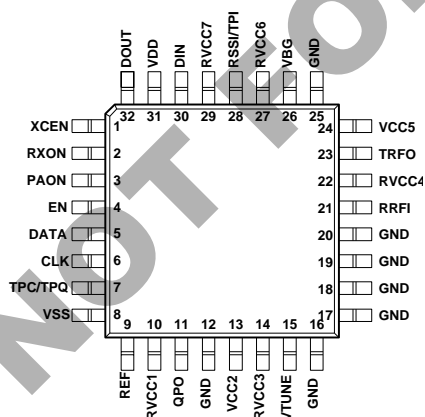 DOUT
VDD
DIN
RVCC7
RSSI/TPI
RVCC6
VBG
GND
32
31
30
29
28
27
26
25
XCEN 1
RXON 2
PAON 3
EN 4
DATA 5
CLK 6
TPC/TPQ 7
VSS 8
24 VCC5
23 TRFO
22 RVCC4
21 RRFI
20 GND
19 GND
18 GND
17 GND
9
10
11
12
13
14
15
16
REF
RVCC1
QPO
GND
VCC2
RVCC3
VTUNE
GND
NOT FO